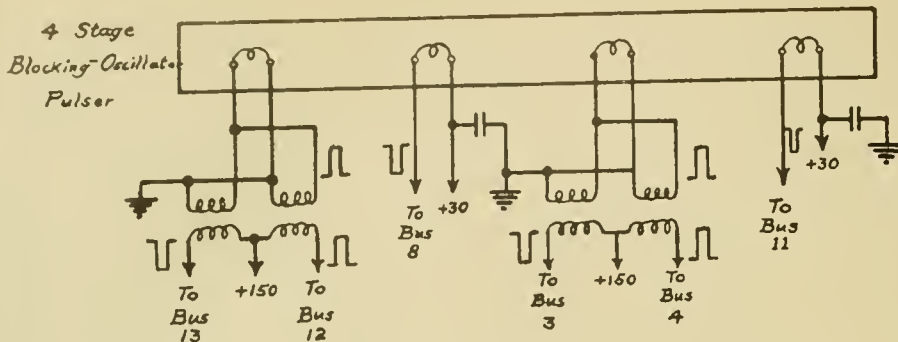 4 Stage
Blocking-Oscillator
Pulser
+30
+30
To
Bus
8
To
Bus
11
+150
+150
To
Bus
13
To
Bus
12
To
Bus
3
To
Bus
4